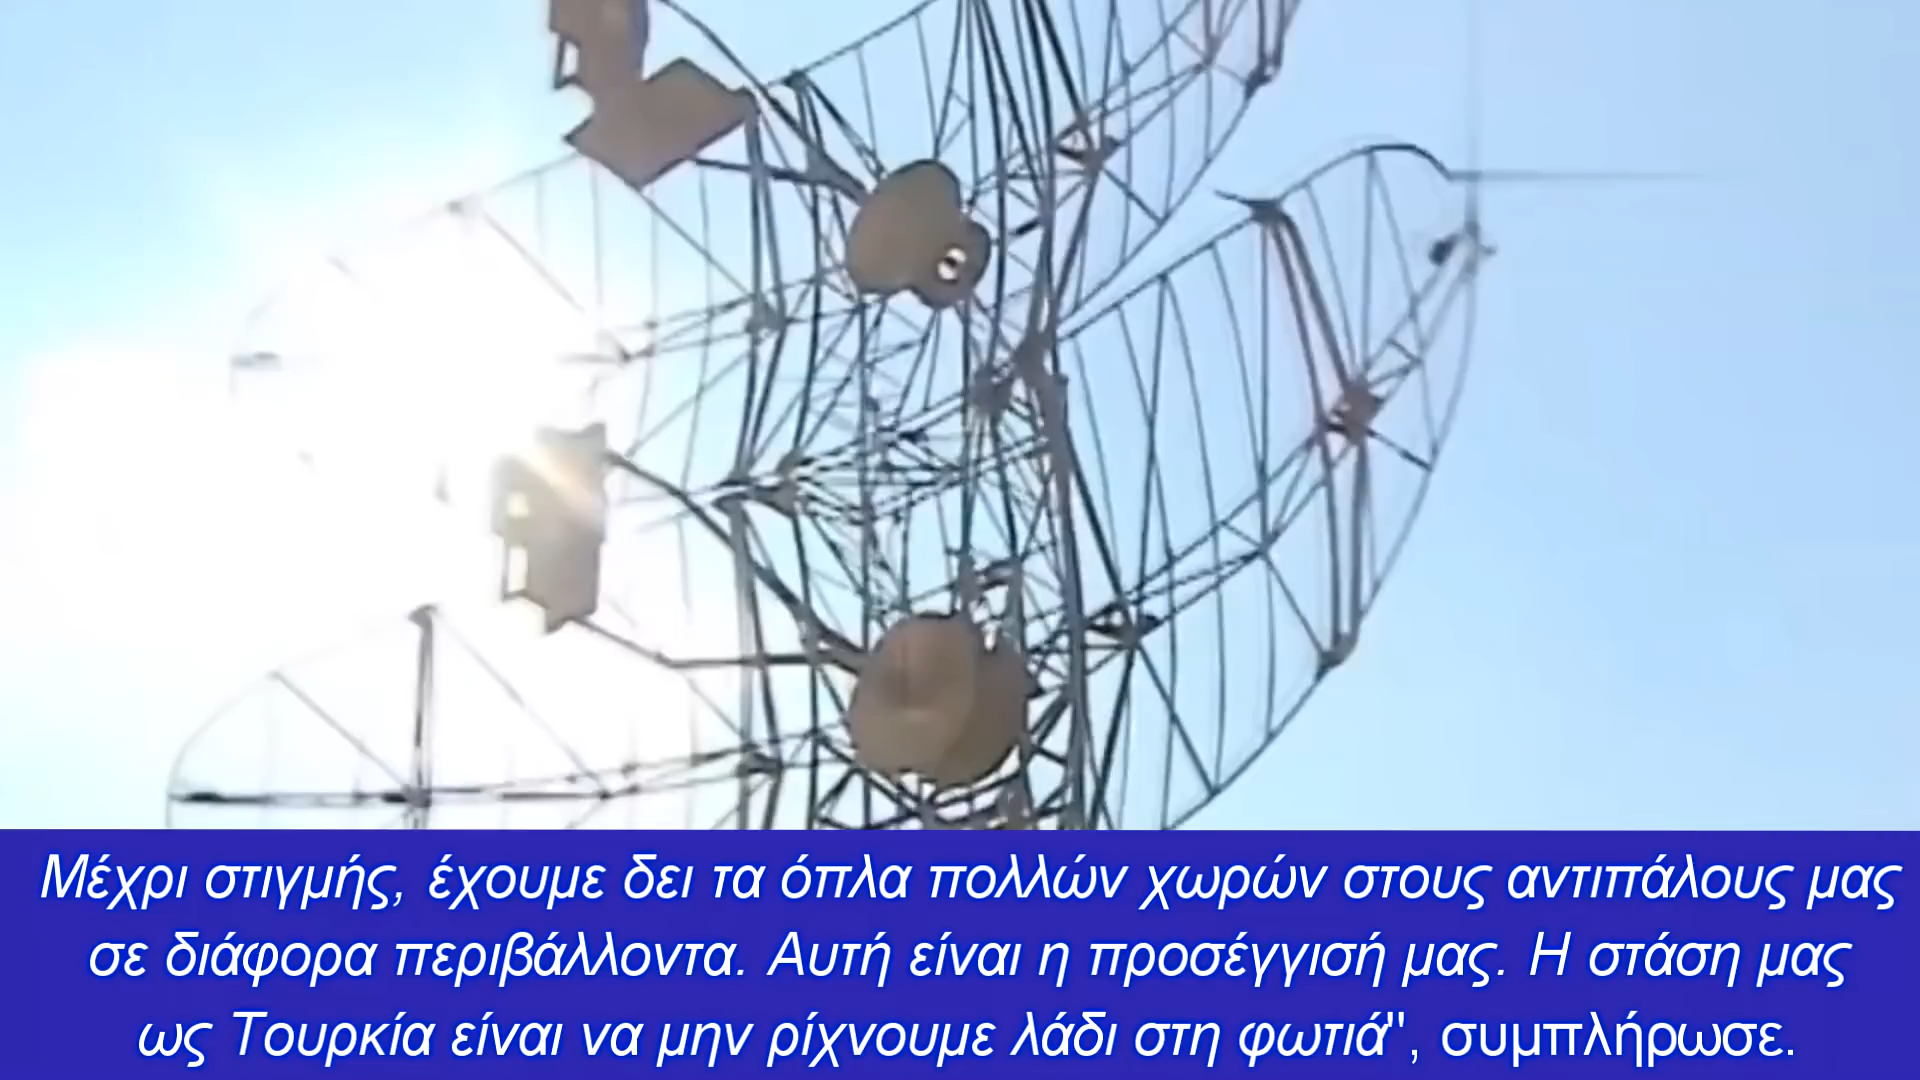 Μέχρι στιγμής, έχουμε δει τα όπλα πολλών χωρών στους αντιπάλους μας
σε διάφορα περιβάλλοντα. Αυτή είναι η προσέγγισή μας. Η στάση μας
ως Τουρκία είναι να μην ρίχνουμε λάδι στη φωτιά", συμπλήρωσε.